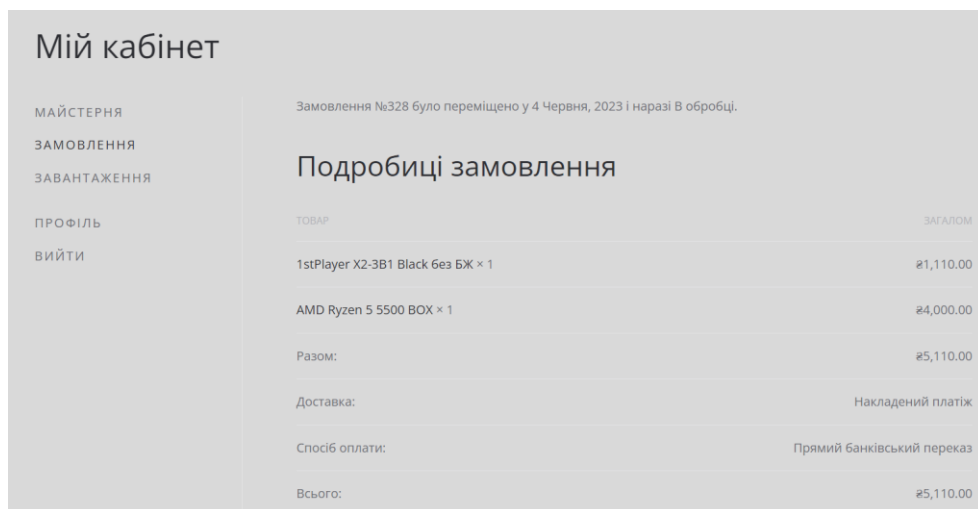 Мій кабінет
МАЙСТЕРНЯ
ЗАМОВЛЕННЯ
ЗАВАНТАЖЕННЯ
ПРОФІЛЬ
ВИЙТИ
Замовлення №328 було переміщено у 4 Червня, 2023 і наразі В обробці.
Подробиці замовлення
ТОВАР ЗАГАЛОМ
1stPlayer X2-3B1 Black без БЖ × 1 ₴1,110.00
AMD Ryzen 5 5500 BOX × 1 ₴4,000.00
Разом: ₴5,110.00
Доставка: Накладений платіж
Спосіб оплати: Прямий банківський переказ
Всього: ₴5,110.00